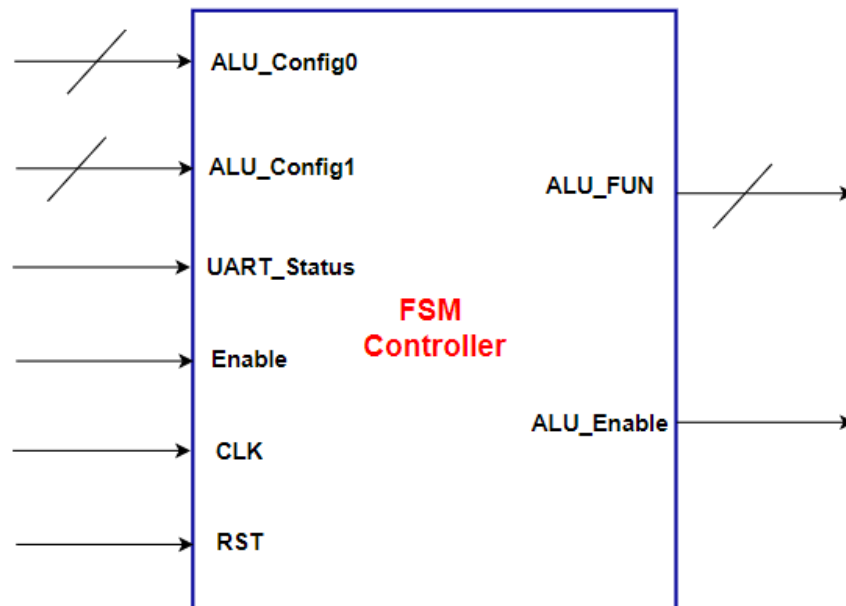 ALU_Config0
ALU_Config1
ALU_FUN
UART_Status
FSM
Controller
Enable
ALU_Enable
CLK
RST